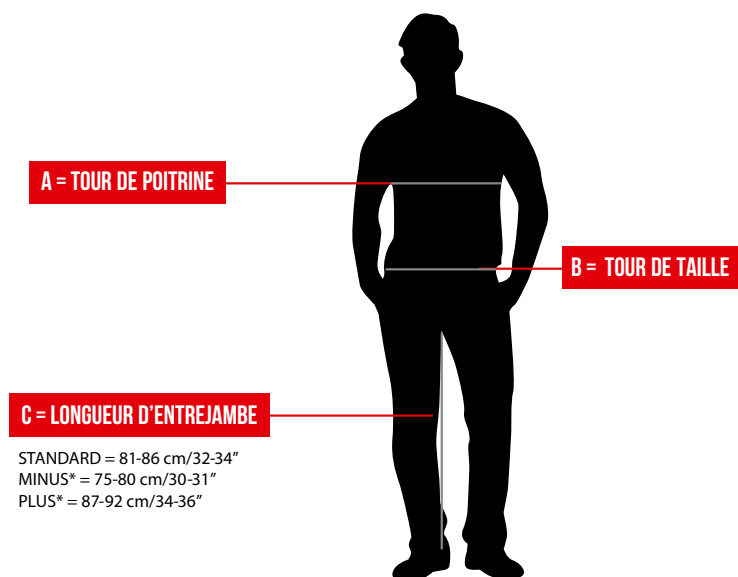 A = TOUR DE POITRINE
B = TOUR DE TAILLE
C = LONGUEUR D’ENTREJAMBE
STANDARD = 81-86 cm/32-34”
MINUS* = 75-80 cm/30-31”
PLUS* = 87-92 cm/34-36”